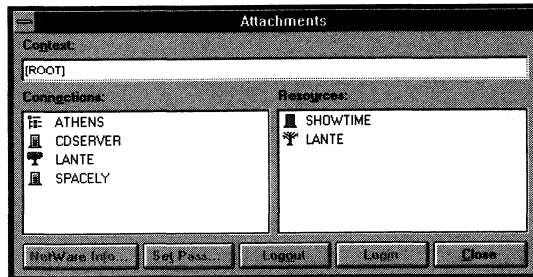 Attachments
Context:
[ROOT]
Connections:
ATHENS
CDSERVER
LANTE
SPACELY
Resources:
SHOWTIME
LANTE
NetWare Info...
Set Pass...
Logout
Login
Close